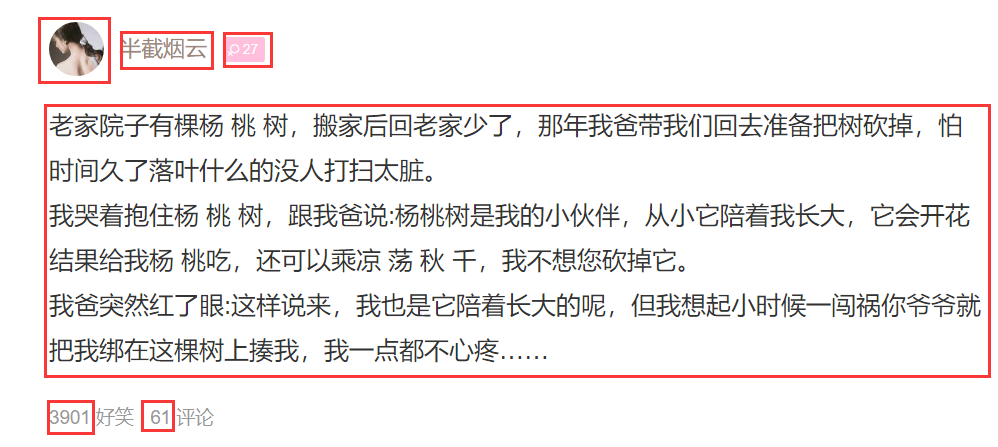 半截烟云 27
老家院子有棵杨 桃 树，搬家后回老家少了，那年我爸带我们回去准备把树砍掉，怕
时间久了落叶什么的没人打扫太脏。
我哭着抱住杨 桃 树，跟我爸说:杨桃树是我的小伙伴，从小它陪着我长大，它会开花
结果给我杨 桃吃，还可以乘凉 荡 秋 千，我不想您砍掉它。
我爸突然红了眼:这样说来，我也是它陪着长大的呢，但我想起小时候一闯祸你爷爷就
把我绑在这棵树上揍我，我一点都不心疼……
3901 好笑 61 评论